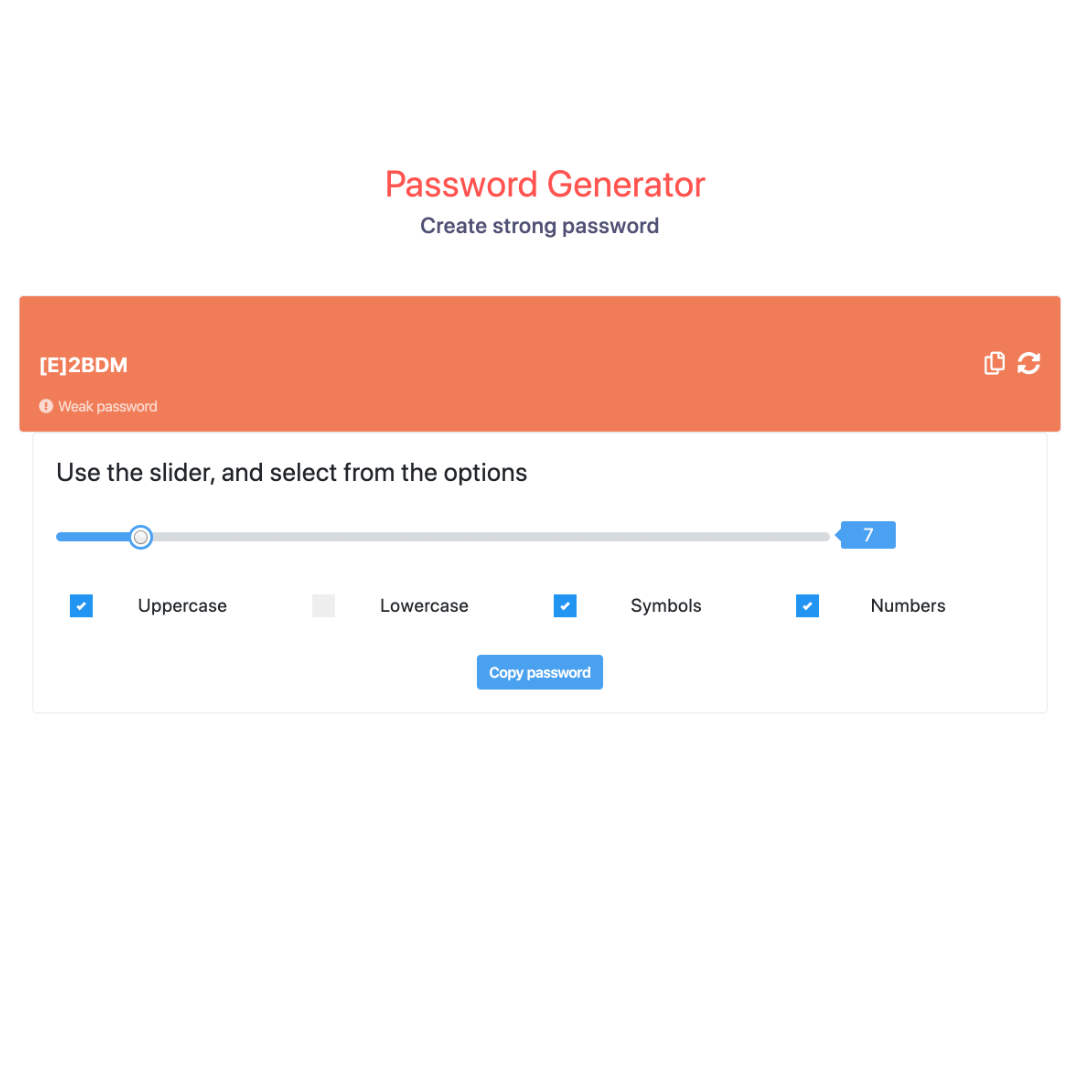 Password Generator
Create strong password
[E]2BDM
Weak password
Use the slider, and select from the options
7
Uppercase Lowercase Symbols Numbers
Copy password